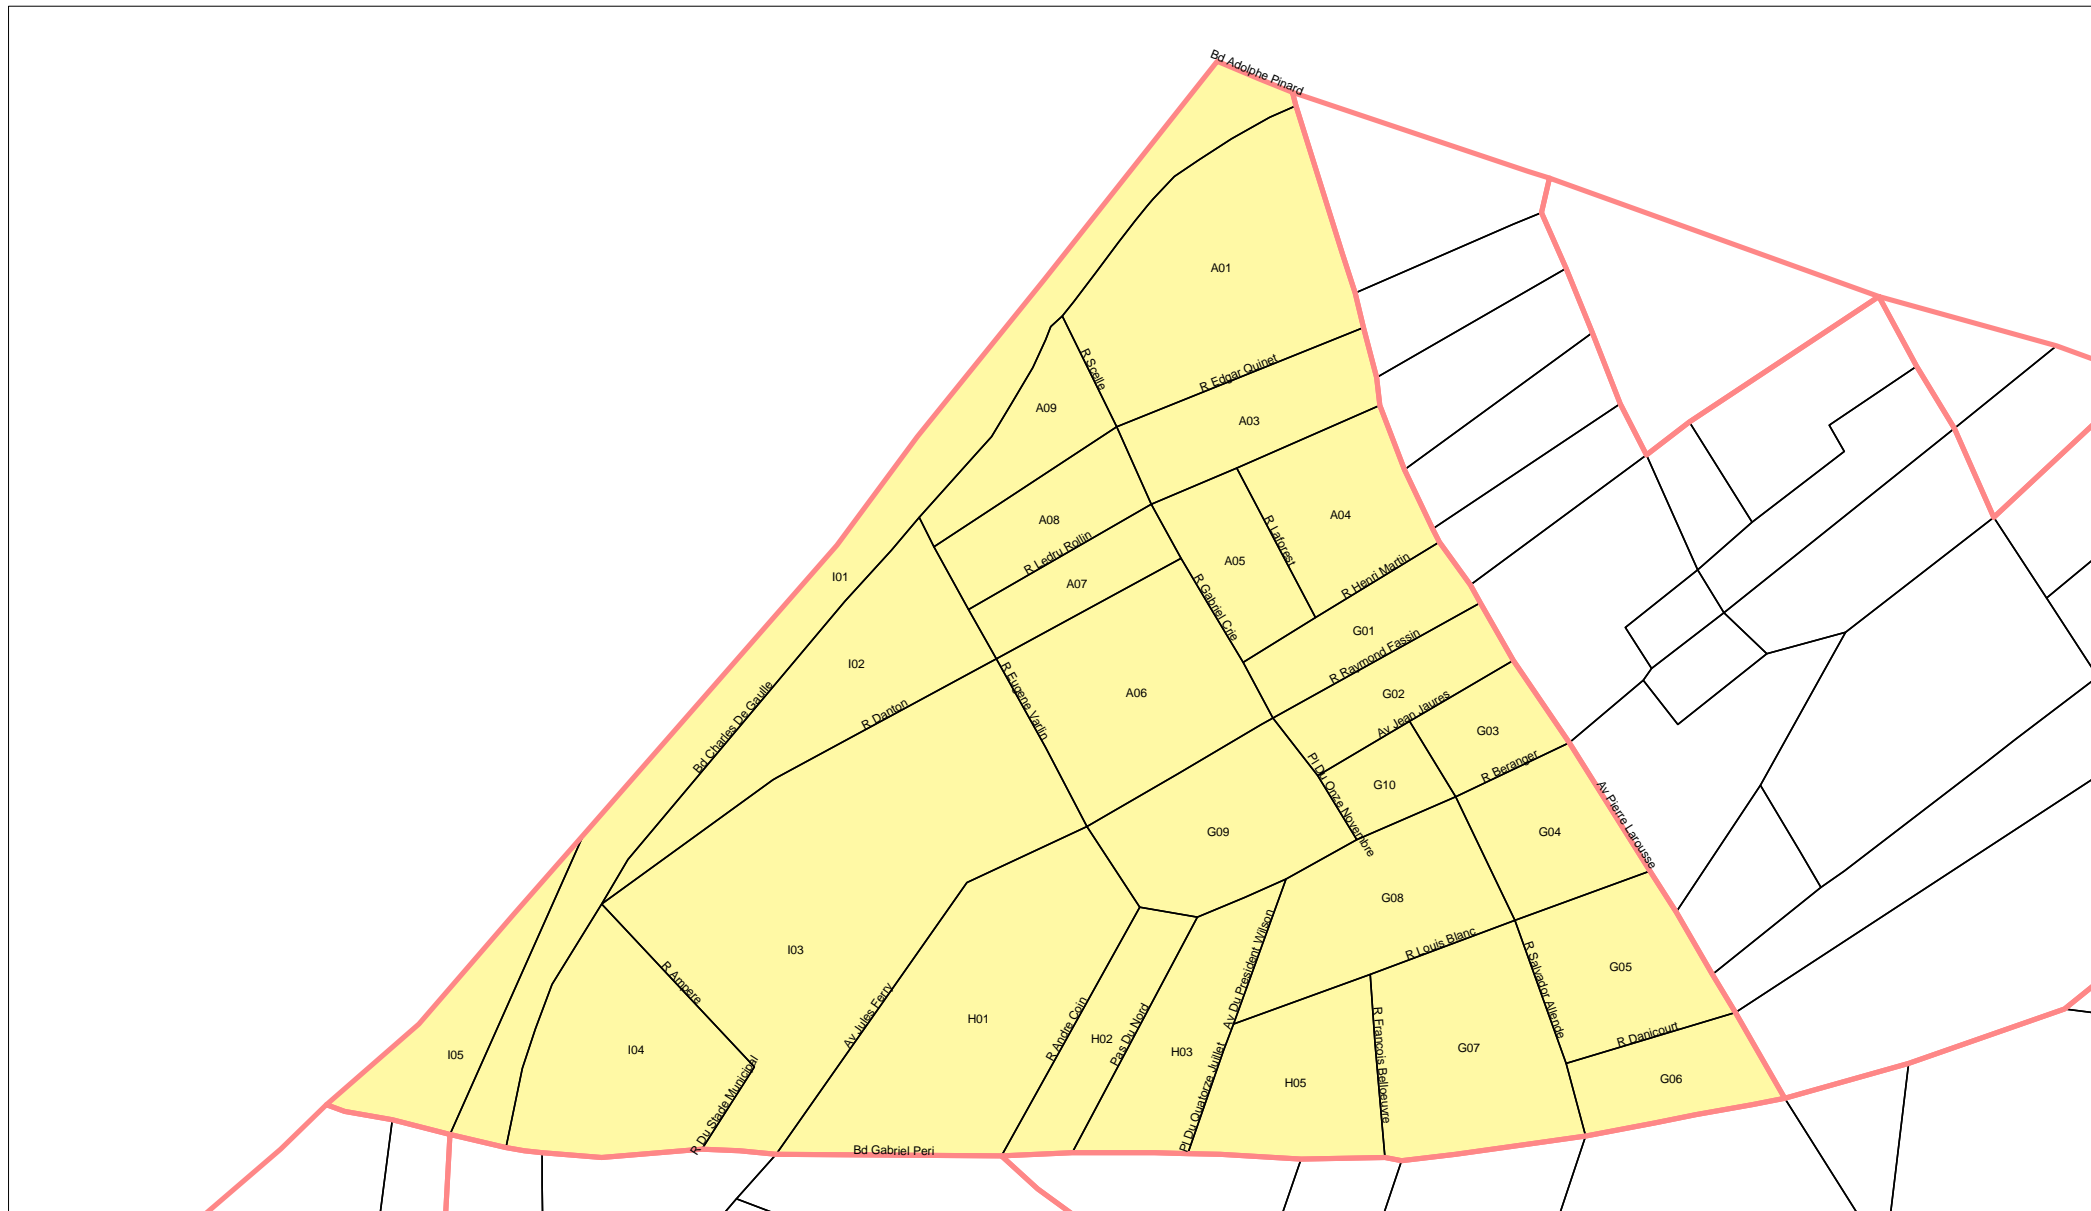 Bd Adolphe Pinard
A01
R Scelle
R Edgar Quinet
A09
A03
A08
R Ledru Rollin
A04
R Laforest
A05
R Henri Martin
I01
A07
R Gabriel Crie
G01
R Raymond Fassin
I02
A06
G02
R Eugene Varlin
R Danton
Av Jean Jaures
Bd Charles De Gaulle
G03
R Beranger
G10
Pl Du Onze Novembre
Av Pierre Larousse
G09
G04
G08
I03
R Louis Blanc
Av Du President Wilson
R Ampere
G05
R Salvador Allende
Av Jules Ferry
H01
R Andre Coin
Pas Du Nord
H02
H03
R Danicourt
I05
I04
G07
R Francois Belloeuvre
Pl Du Quatorze Juillet
H05
G06
R Du Stade Municipal
Bd Gabriel Peri